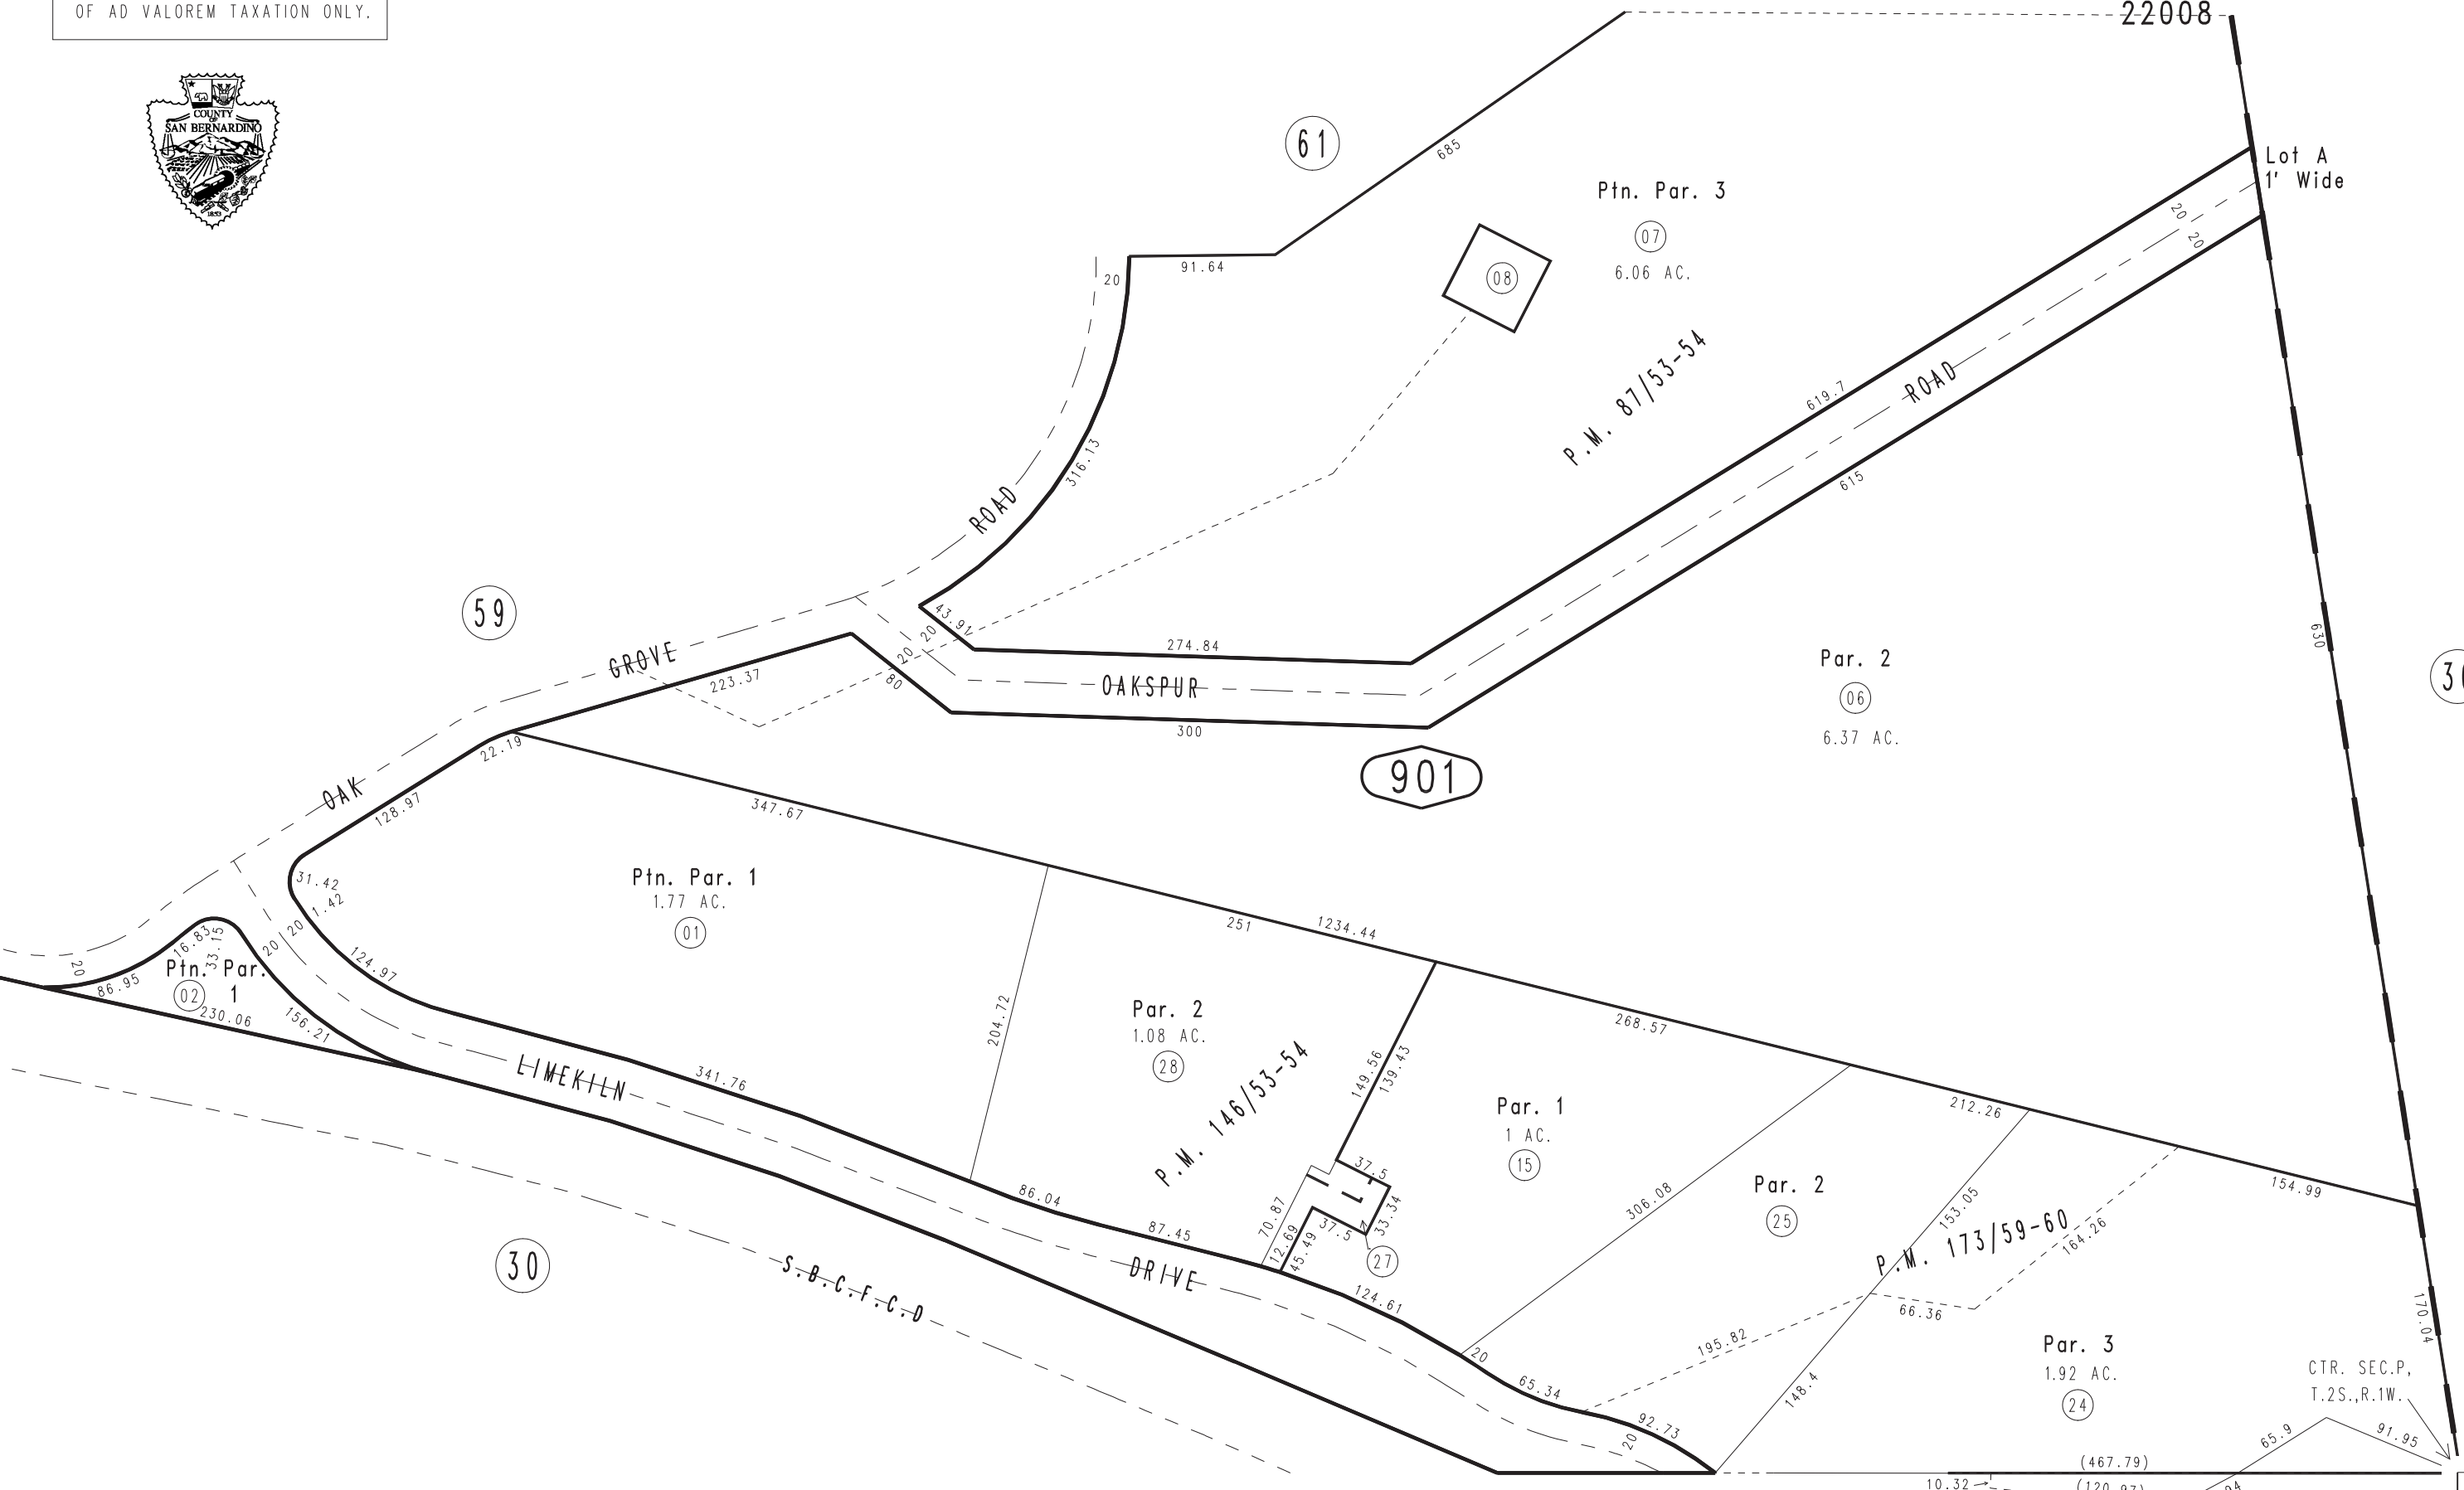 OF AD VALOREM TAXATION ONLY.
22008
COUNTY
OF
SAN BERNARDINO
1853
61
685
Lot A
1' Wide
Ptn. Par. 3
07
6.06 AC.
08
20
91.64
20
20
P.M. 87/53-54
619.7
ROAD
615
316.13
ROAD
59
43.91
20
20
80
274.84
OAKSPUR
300
GROVE
223.37
630
Par. 2
06
6.37 AC.
901
22.19
OAK
128.97
347.67
31.42
1.42
Ptn. Par. 1
1.77 AC.
01
251
1234.44
20
20
16.83
33.15
20
86.95
Ptn. Par.
1
02
230.06
156.21
124.97
204.72
Par. 2
1.08 AC.
28
268.57
LIMEKILN
341.76
P.M. 146/53-54
149.56
139.43
Par. 1
1 AC.
15
212.26
37.5
86.04
87.45
70.87
12.69
45.49
37.5
33.34
27
306.08
Par. 2
25
153.05
154.99
P.M. 173/59-60
164.26
30
S.B.C.F.C.D
DRIVE
124.61
66.36
195.82
170.04
20
65.34
148.4
92.73
20
Par. 3
1.92 AC.
24
CTR. SEC.P,
T.2S.,R.1W.
65.9
91.95
(467.79)
10.32
(120.97)